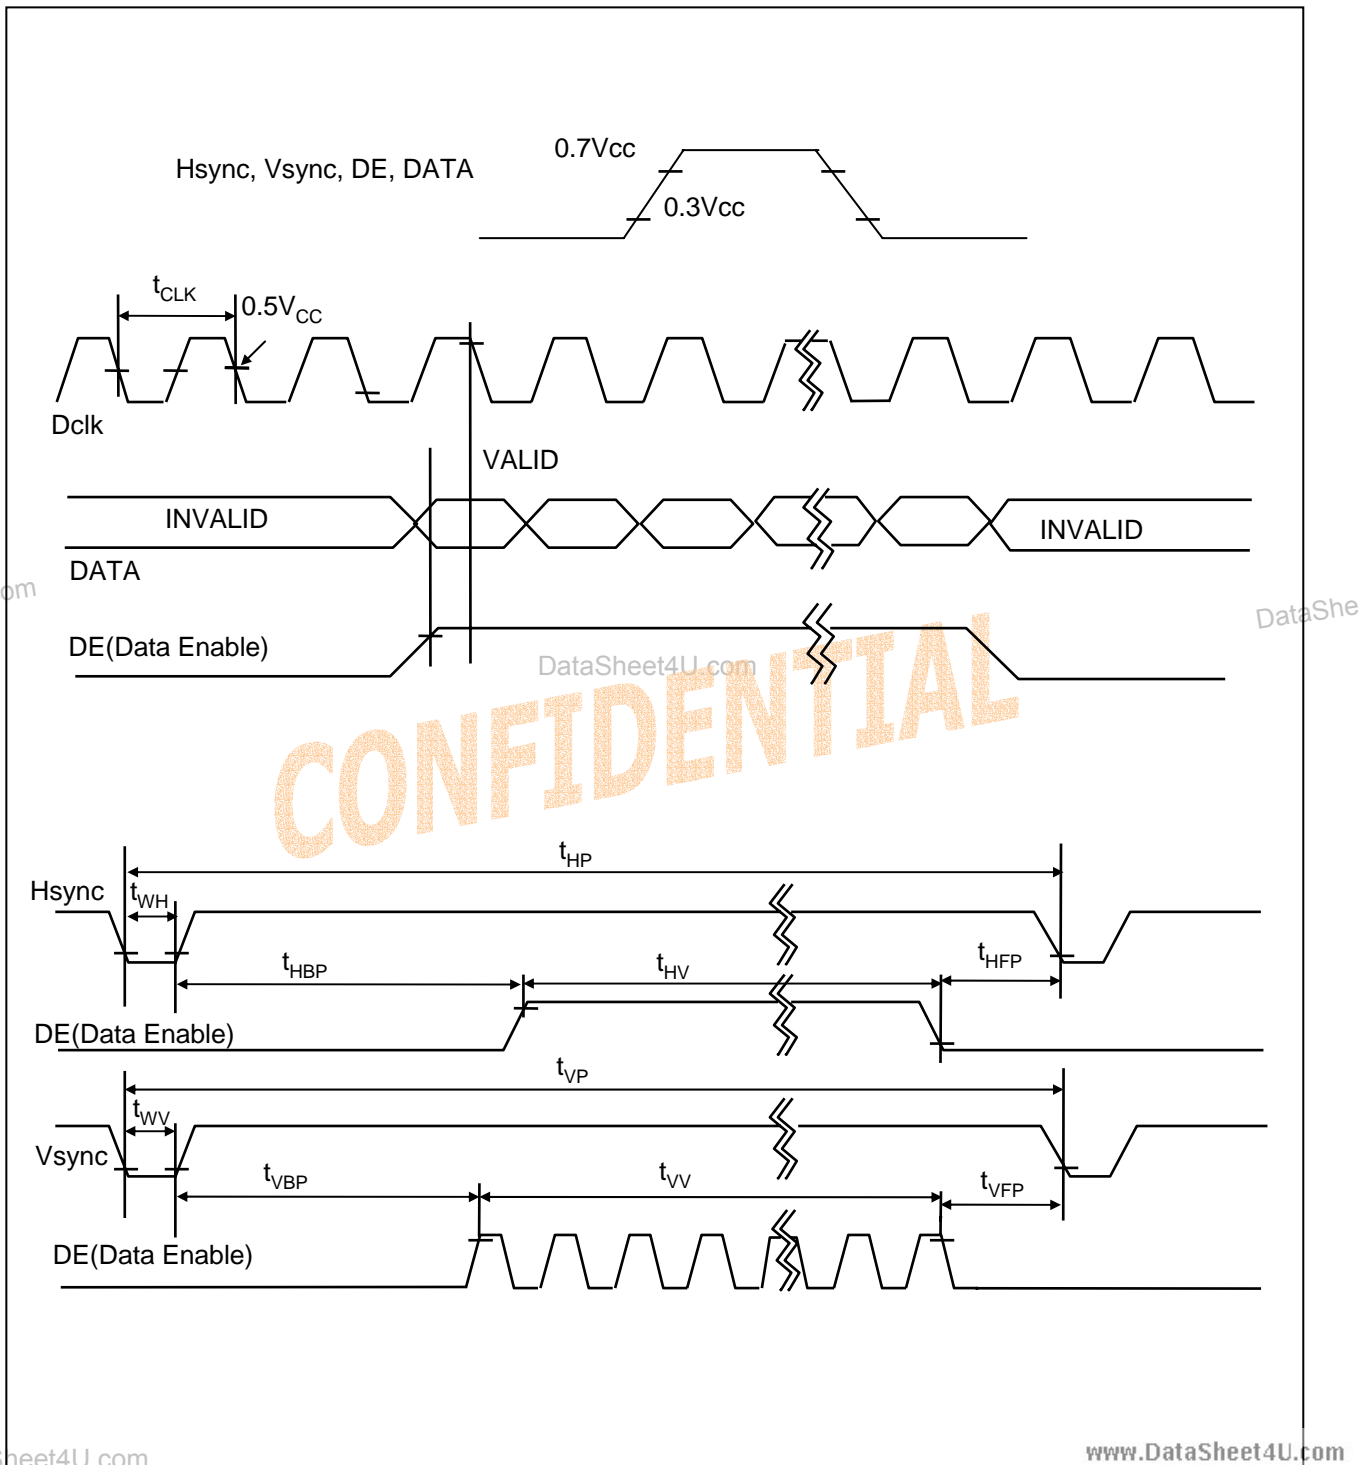 0.7Vcc
Hsync, Vsync, DE, DATA
0.3Vcc
tCLK
0.5VCC
Dclk
VALID
INVALID
INVALID
DATA
om
DataShe
DE(Data Enable)
DataSheet4U.com
CONFIDENTIAL
tHP
Hsync
tWH
tHBP
tHV
tHFP
DE(Data Enable)
tVP
tWV
Vsync
tVBP
tVV
tVFP
DE(Data Enable)
www.DataSheet4U.com
heet4U.com